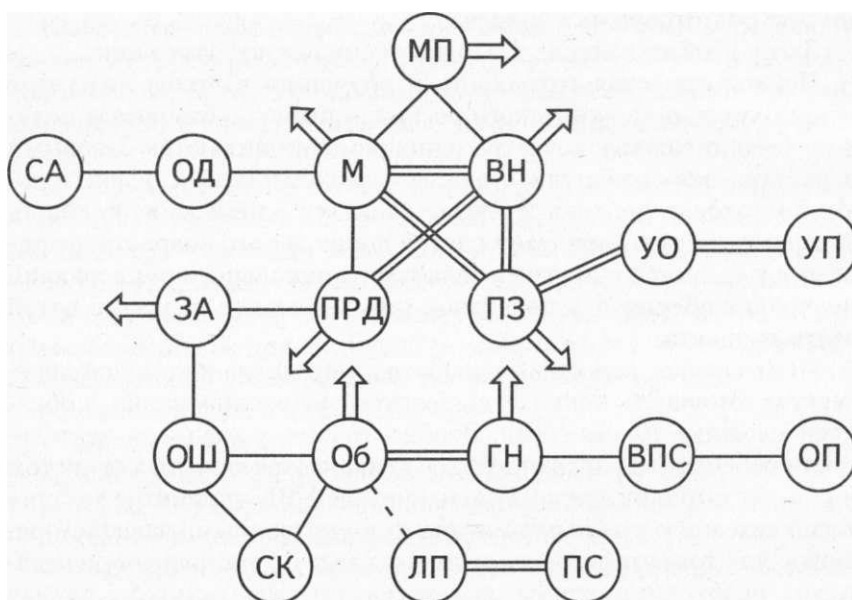 МП
СА ОД М ВН
УО УП
ЗА ПРД ПЗ
ОШ Об ГН ВПС ОП
СК ЛП ПС